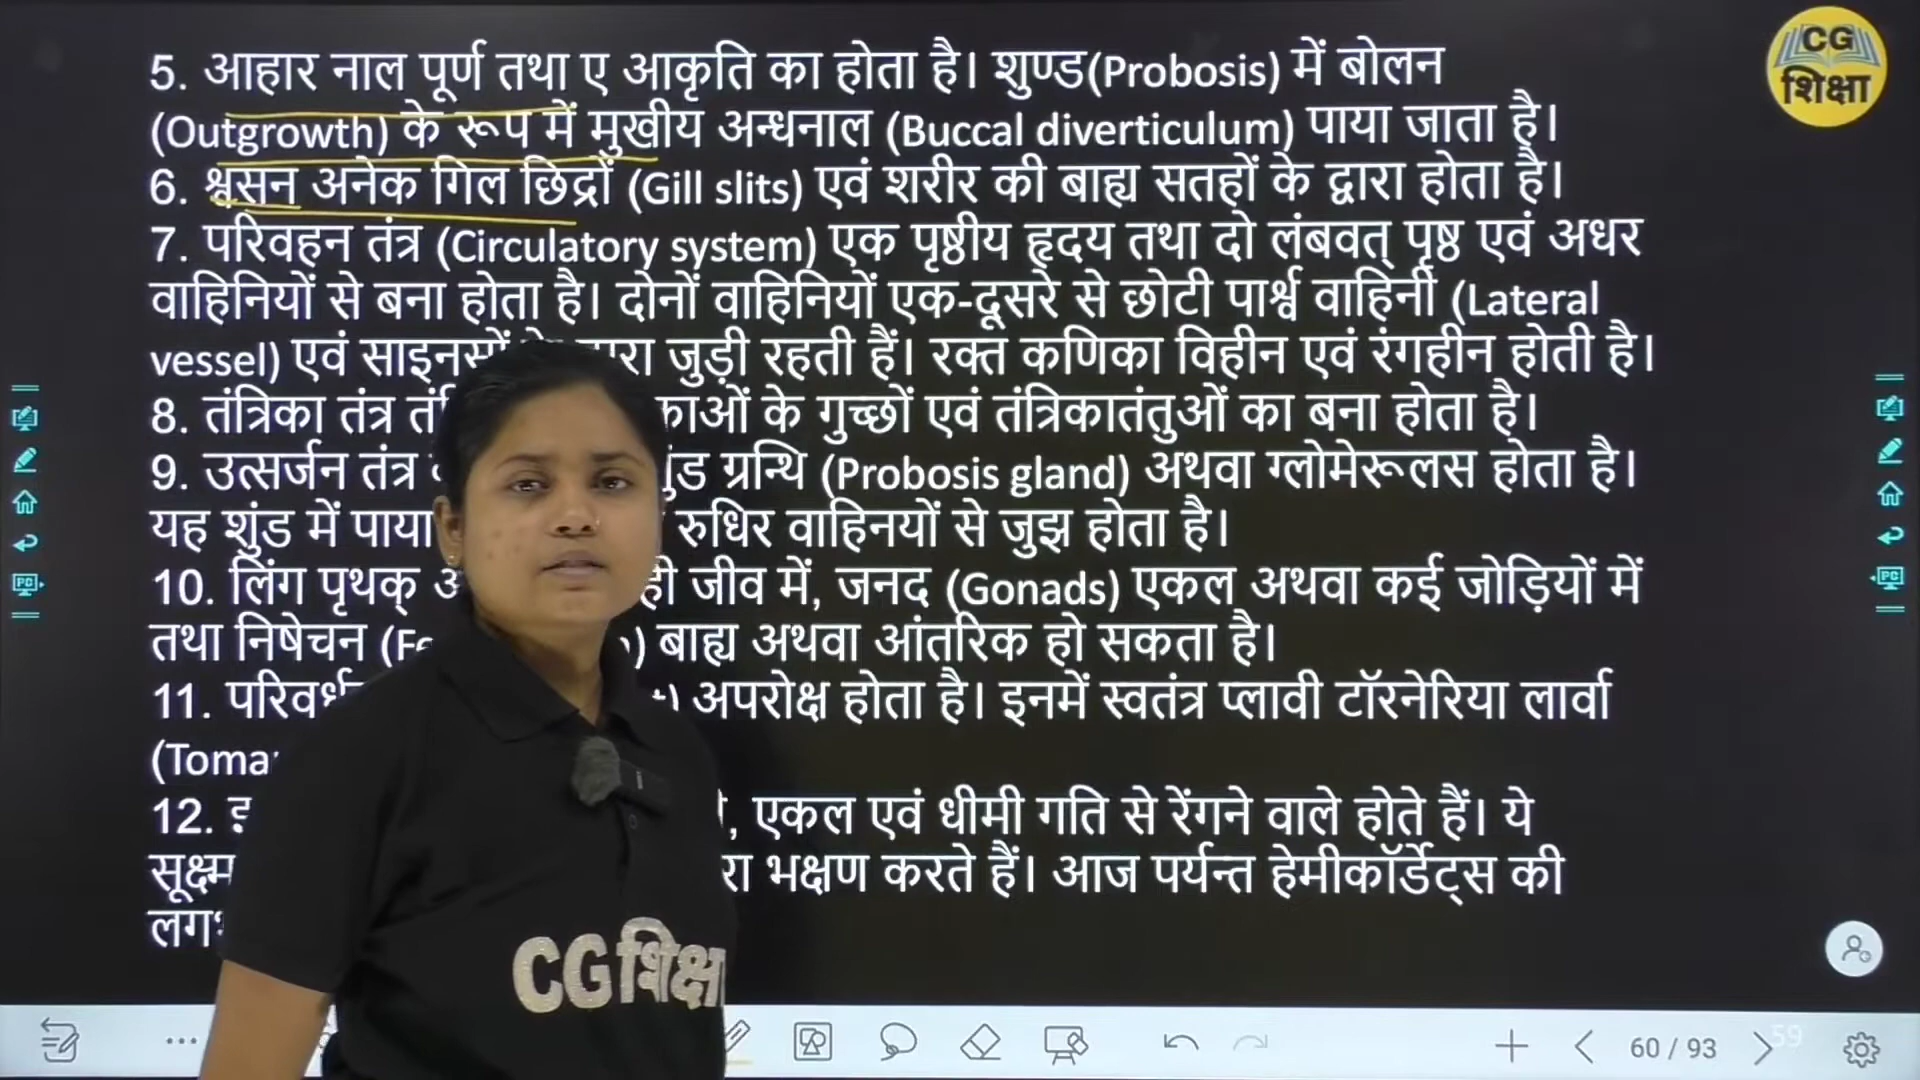 5. आहार नाल पूर्ण तथा ए आकृति का होता है। शुण्ड(Probosis) में बोलन
(Outgrowth) के रूप में मुखीय अन्धनाल (Buccal diverticulum) पाया जाता है।
6. श्वसन अनेक गिल छिद्रों (Gill slits) एवं शरीर की बाह्य सतहों के द्वारा होता है।
7. परिवहन तंत्र (Circulatory system) एक पृष्ठीय हृदय तथा दो लंबवत् पृष्ठ एवं अधर
वाहिनियों से बना होता है। दोनों वाहिनियों एक-दूसरे से छोटी पार्श्व वाहिनी (Lateral
vessel) एवं जुड़ी रहती हैं। रक्त कणिका विहीन एवं रंगहीन होती है।
8. तंत्रिका तंत्र के गुच्छों एवं तंत्रिकातंतुओं का बना होता है।
9. उत्सर्जन तंत्र ग्रन्थि (Probosis gland) अथवा ग्लोमेरूलस होता है।
यह शुंड में पाया रुधिर वाहिनयों से जुझ होता है।
10. लिंग पृथक् ही जीव में, जनद (Gonads) एकल अथवा कई जोड़ियों में
तथा निषेचन बाह्य अथवा आंतरिक हो सकता है।
11. अपरोक्ष होता है। इनमें स्वतंत्र प्लावी टॉरनेरिया लार्वा
12. एकल एवं धीमी गति से रेंगने वाले होते हैं। ये
सूक्ष्म भक्षण करते हैं। आज पर्यन्त हेमीकॉर्डेट्स की
CG
शिक्षा
CGशिक्षा
60 / 93
59
PC
PC